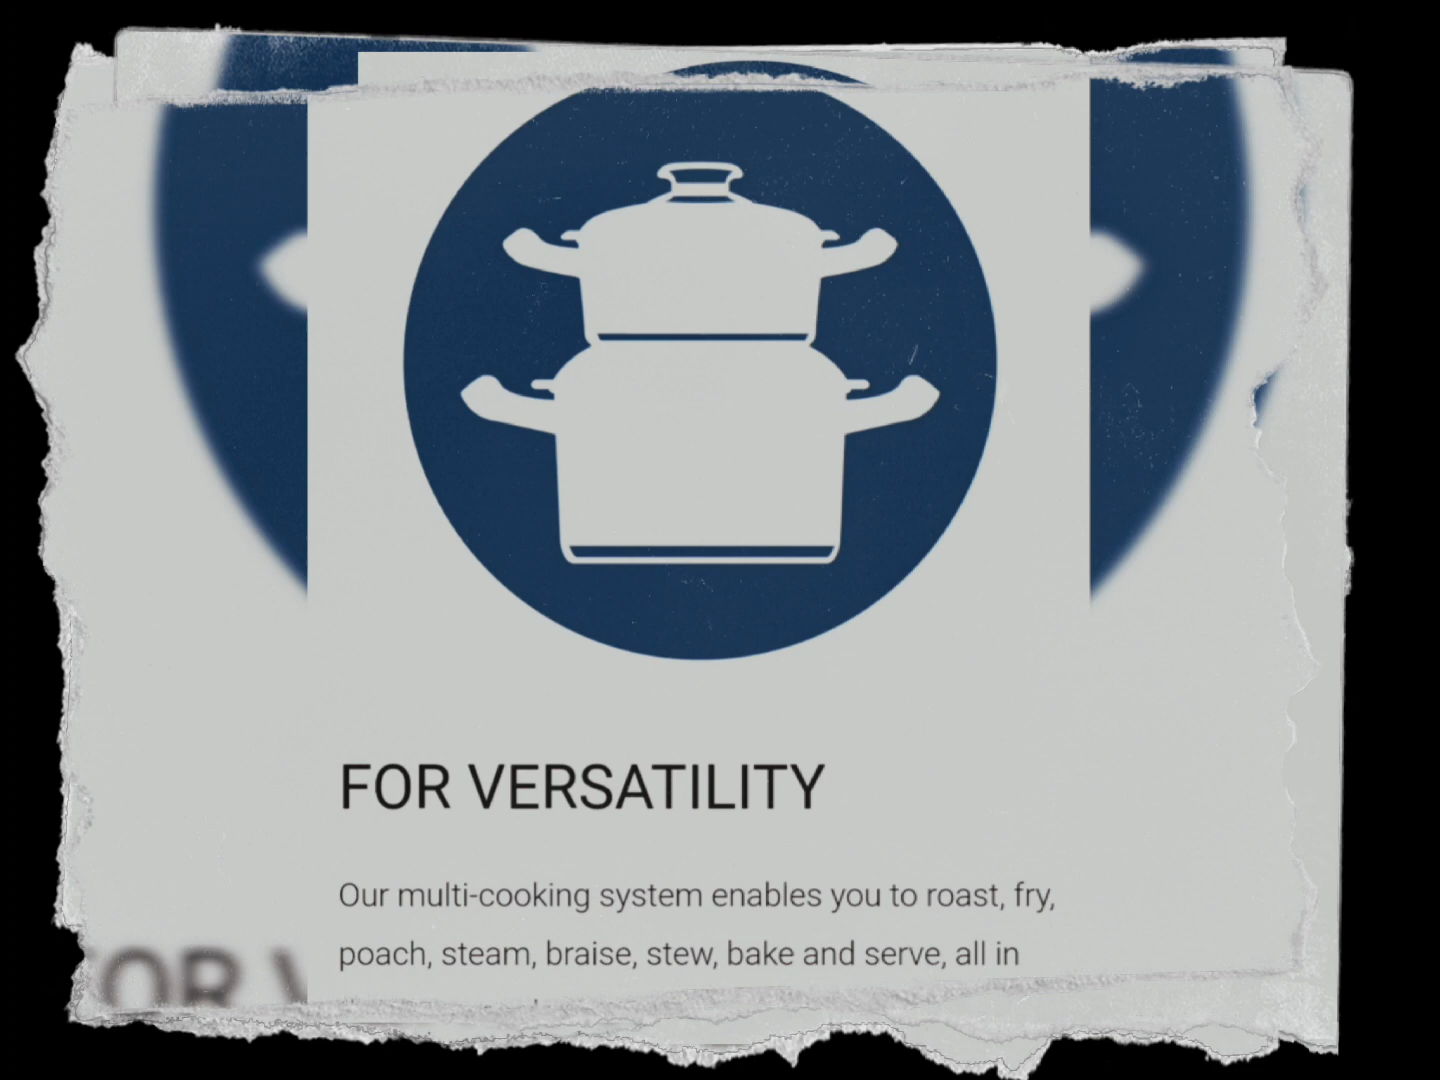 FOR VERSATILITY
Our multi-cooking system enables you to roast, fry,
poach, steam, braise, stew, bake and serve, all in
OR V